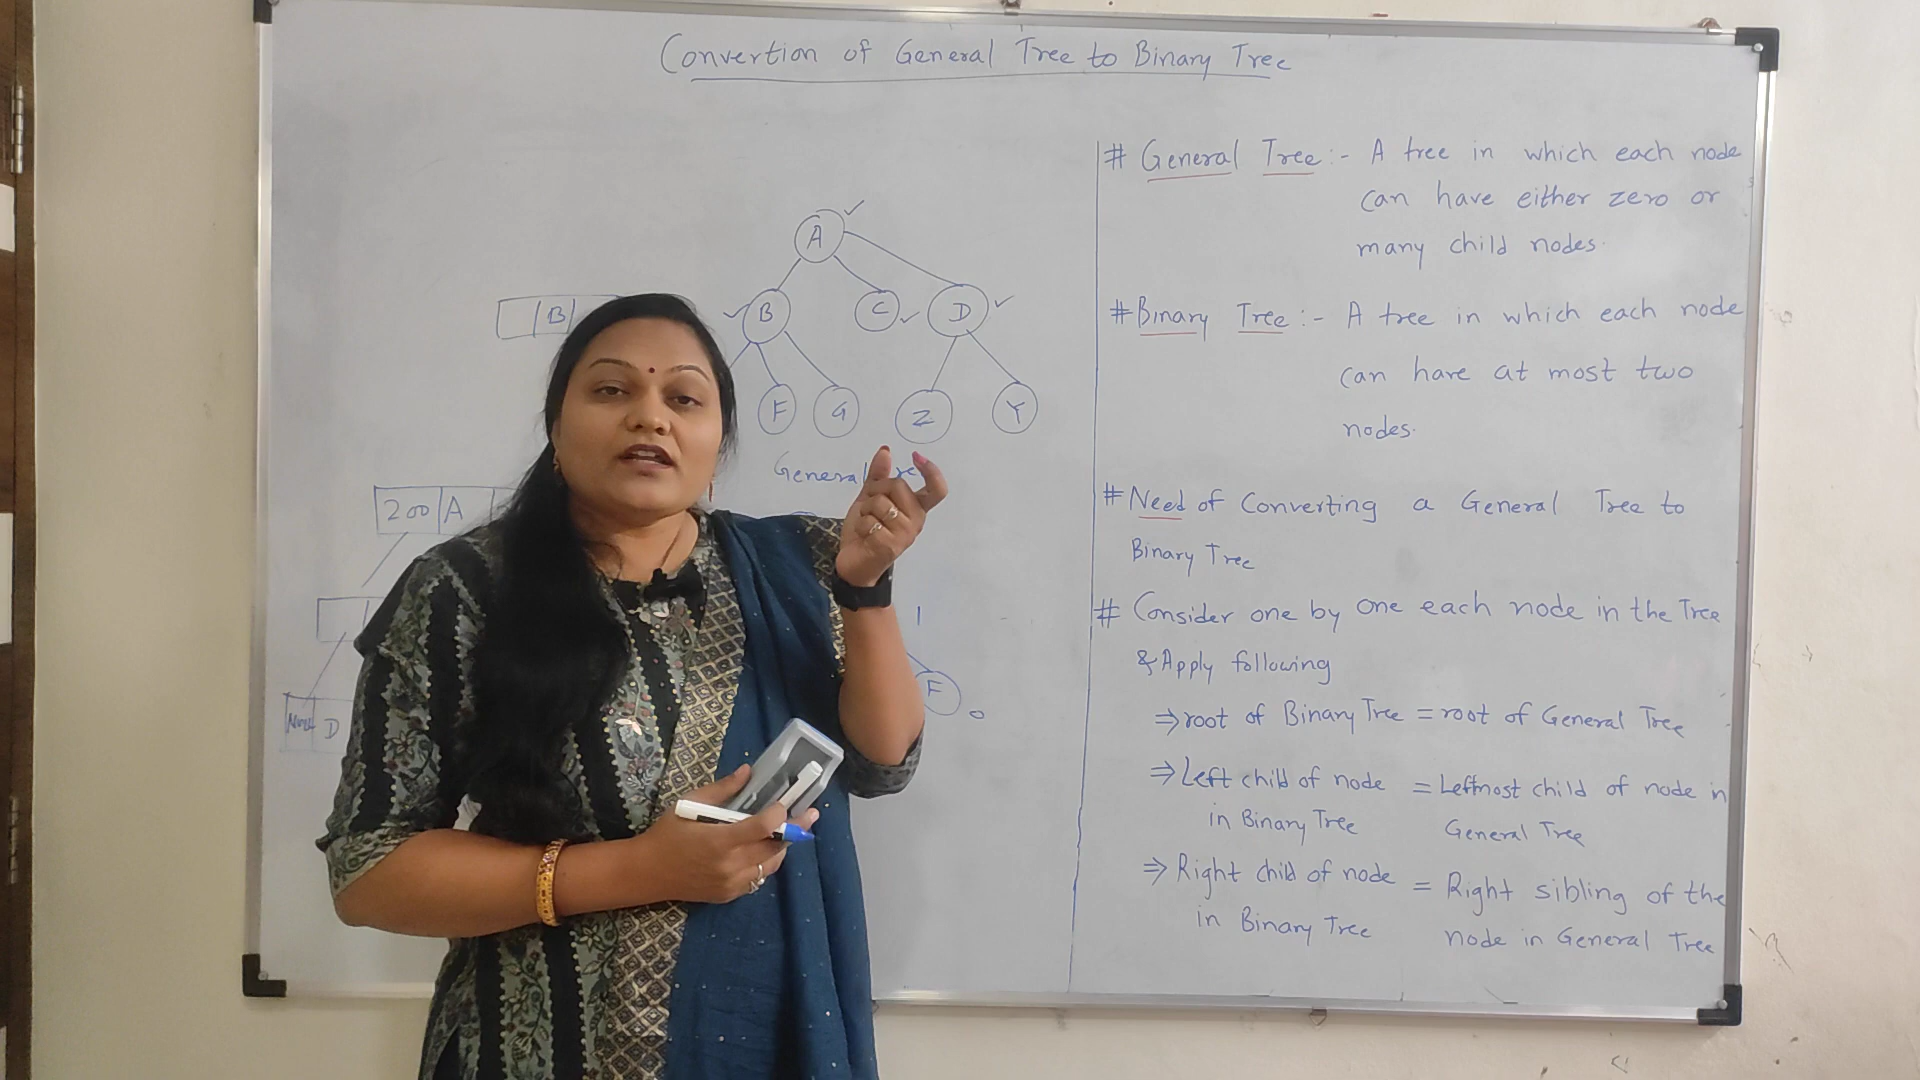 Convertion of General Tree to Binary Tree
A
B C D
F G Z Y
General
B
200 A
D
1
F
0
# General Tree :- A tree in which each node
can have either zero or
many child nodes.
# Binary Tree :- A tree in which each node
can have at most two
nodes.
# Need of Converting a General Tree to
Binary Tree
# Consider one by one each node in the Tree
& Apply following
⇒ root of Binary Tree = root of General Tree
⇒ Left child of node = Leftmost child of node in
in Binary Tree General Tree
⇒ Right child of node = Right sibling of the
in Binary Tree node in General Tree